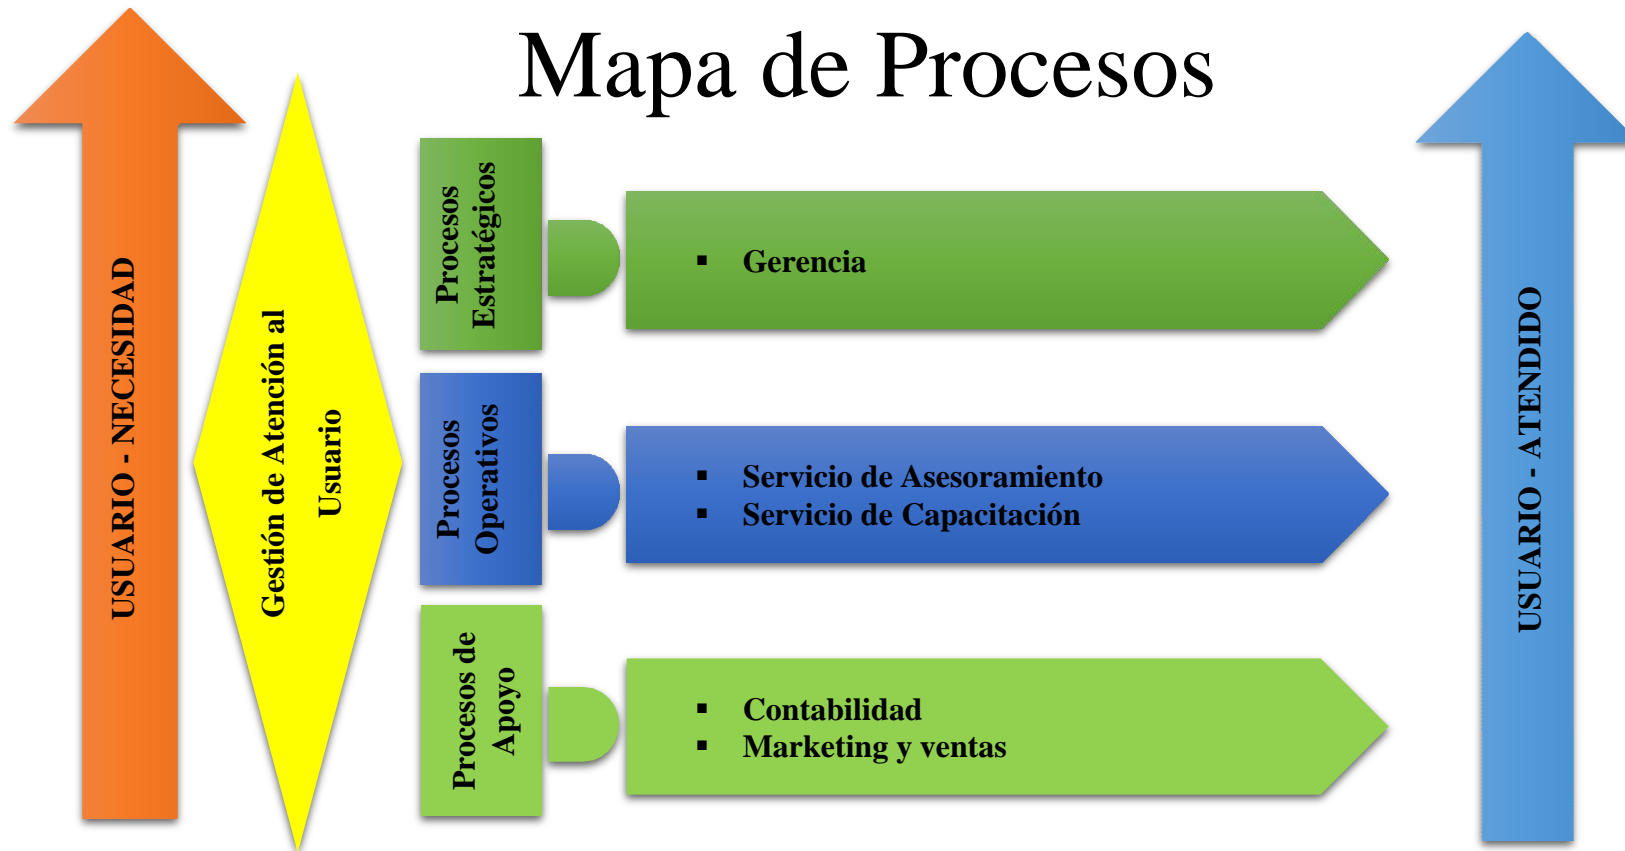 Mapa de Procesos
USUARIO - NECESIDAD
Gestión de Atención al
Usuario
Procesos
Estratégicos
▪ Gerencia
Procesos
Operativos
▪ Servicio de Asesoramiento
▪ Servicio de Capacitación
Procesos de
Apoyo
▪ Contabilidad
▪ Marketing y ventas
USUARIO - ATENDIDO